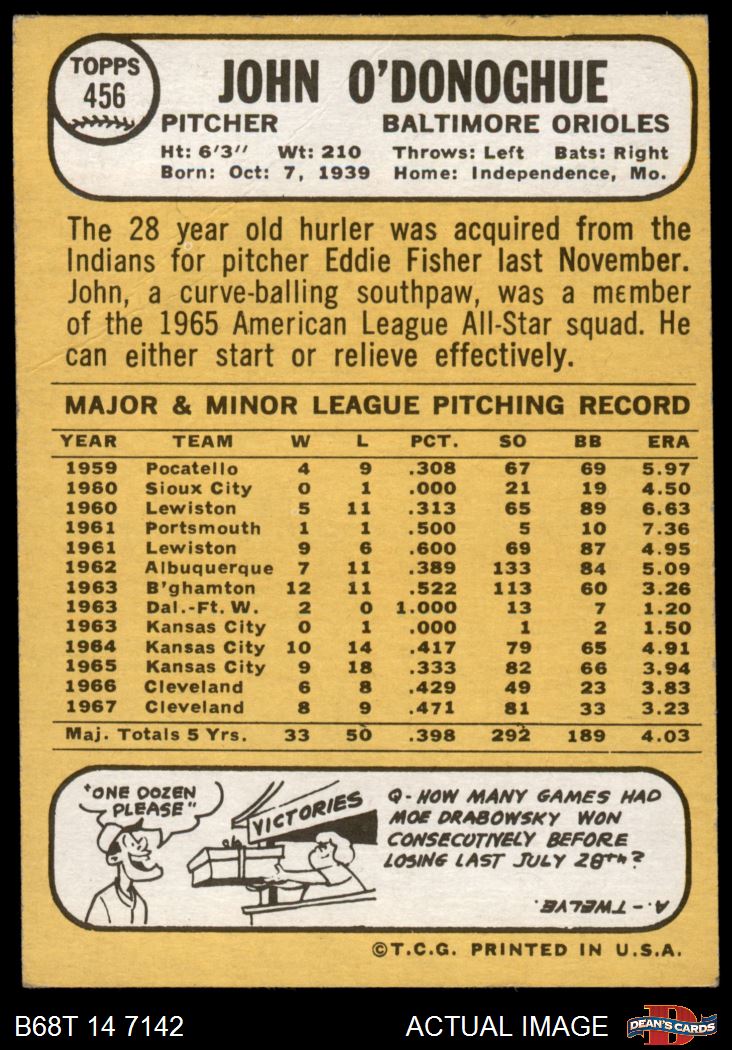 TOPPS
456
JOHN O'DONOGHUE
PITCHER BALTIMORE ORIOLES
Ht: 6'3" Wt: 210 Throws: Left Bats: Right
Born: Oct: 7, 1939 Home: Independence, Mo.
The 28 year old hurler was acquired from the
Indians for pitcher Eddie Fisher last November.
John, a curve-balling southpaw, was a member
of the 1965 American League All-Star squad. He
can either start or relieve effectively.
MAJOR & MINOR LEAGUE PITCHING RECORD
YEAR TEAM W L PCT. SO BB ERA
1959 Pocatello 4 9 .308 67 69 5.97
1960 Sioux City 0 1 .000 21 19 4.50
1960 Lewiston 5 11 .313 65 89 6.63
1961 Portsmouth 1 1 .500 5 10 7.36
1961 Lewiston 9 6 .600 69 87 4.95
1962 Albuquerque 7 11 .389 133 84 5.09
1963 B'ghamton 12 11 .522 113 60 3.26
1963 Dal.-Ft. W. 2 0 1.000 13 7 1.20
1963 Kansas City 0 1 .000 1 2 1.50
1964 Kansas City 10 14 .417 79 65 4.91
1965 Kansas City 9 18 .333 82 66 3.94
1966 Cleveland 6 8 .429 49 23 3.83
1967 Cleveland 8 9 .471 81 33 3.23
Maj. Totals 5 Yrs. 33 50 .398 292 189 4.03
"ONE DOZEN
PLEASE"
VICTORIES
Q- HOW MANY GAMES HAD
MOE DRABOWSKY WON
CONSECUTIVELY BEFORE
LOSING LAST JULY 28TH?
A.- TWELVE.
©T.C.G. PRINTED IN U.S.A.
B68T 14 7142 ACTUAL IMAGE DEAN'S CARDS